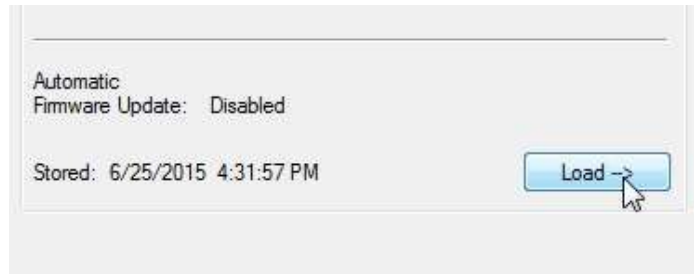 Automatic
Firmware Update: Disabled
Stored: 6/25/2015 4:31:57 PM
Load -->